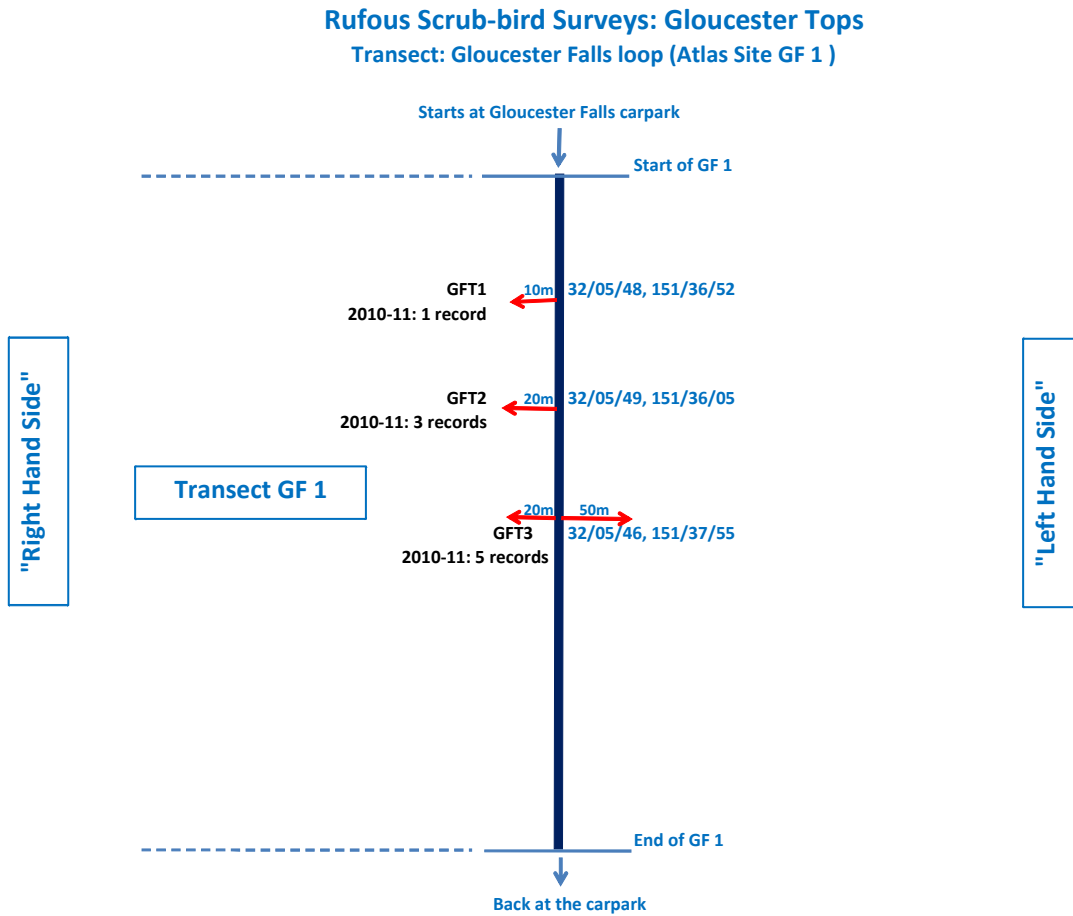 Rufous Scrub-bird Surveys: Gloucester Tops
Transect: Gloucester Falls loop (Atlas Site GF 1 )
Starts at Gloucester Falls carpark
Start of GF 1
GFT1
10m
32/05/48, 151/36/52
2010-11: 1 record
GFT2
20m
32/05/49, 151/36/05
2010-11: 3 records
"Right Hand Side"
Transect GF 1
"Left Hand Side"
20m
50m
GFT3
32/05/46, 151/37/55
2010-11: 5 records
End of GF 1
Back at the carpark